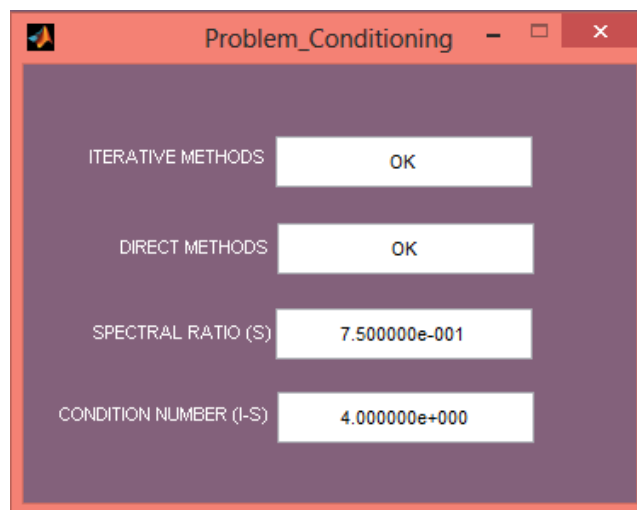 Problem_Conditioning
ITERATIVE METHODS OK
DIRECT METHODS OK
SPECTRAL RATIO (S) 7.500000e-001
CONDITION NUMBER (I-S) 4.000000e+000